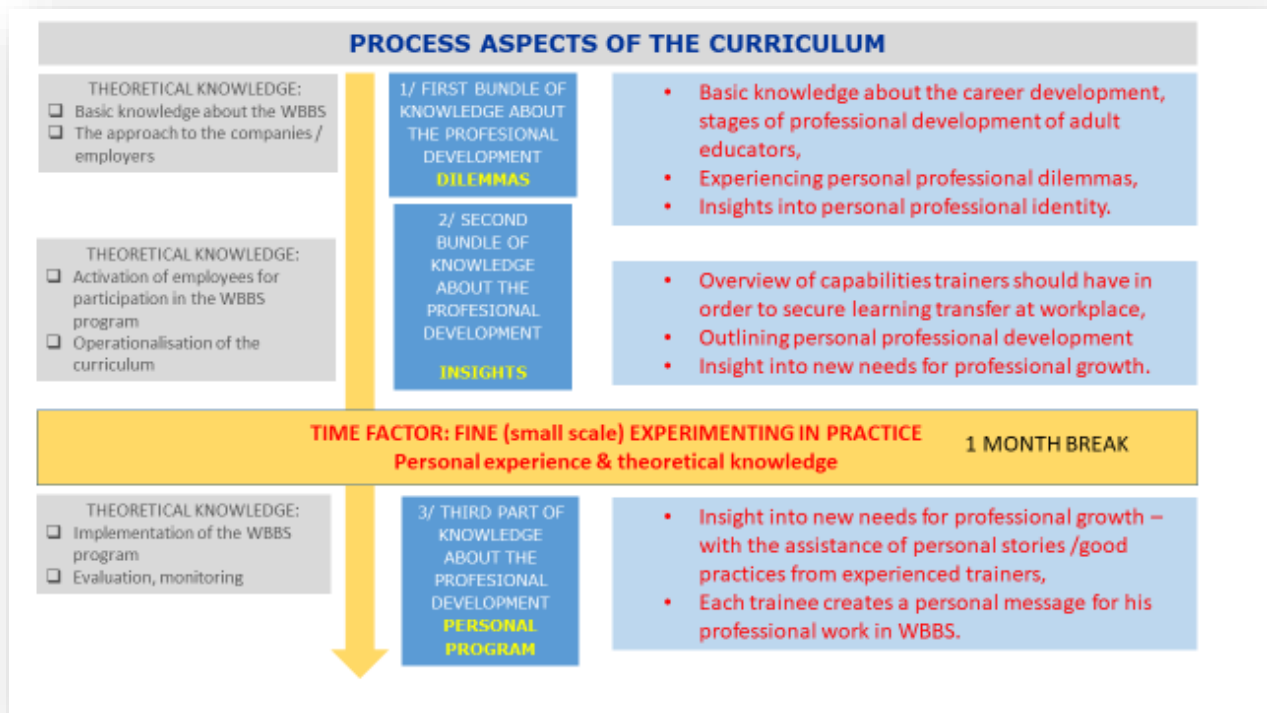 PROCESS ASPECTS OF THE CURRICULUM
THEORETICAL KNOWLEDGE:
❑ Basic knowledge about the WBBS
❑ The approach to the companies /
employers
1/ FIRST BUNDLE OF
KNOWLEDGE ABOUT
THE PROFESIONAL
DEVELOPMENT
DILEMMAS
• Basic knowledge about the career development,
stages of professional development of adult
educators,
• Experiencing personal professional dilemmas,
• Insights into personal professional identity.
THEORETICAL KNOWLEDGE:
❑ Activation of employees for
participation in the WBBS
program
❑ Operationalisation of the
curriculum
2/ SECOND
BUNDLE OF
KNOWLEDGE
ABOUT THE
PROFESIONAL
DEVELOPMENT
INSIGHTS
• Overview of capabilities trainers should have in
order to secure learning transfer at workplace,
• Outlining personal professional development
• Insight into new needs for professional growth.
TIME FACTOR: FINE (small scale) EXPERIMENTING IN PRACTICE
Personal experience & theoretical knowledge
1 MONTH BREAK
THEORETICAL KNOWLEDGE:
❑ Implementation of the WBBS
program
❑ Evaluation, monitoring
3/ THIRD PART OF
KNOWLEDGE
ABOUT THE
PROFESIONAL
DEVELOPMENT
PERSONAL
PROGRAM
• Insight into new needs for professional growth –
with the assistance of personal stories /good
practices from experienced trainers,
• Each trainee creates a personal message for his
professional work in WBBS.